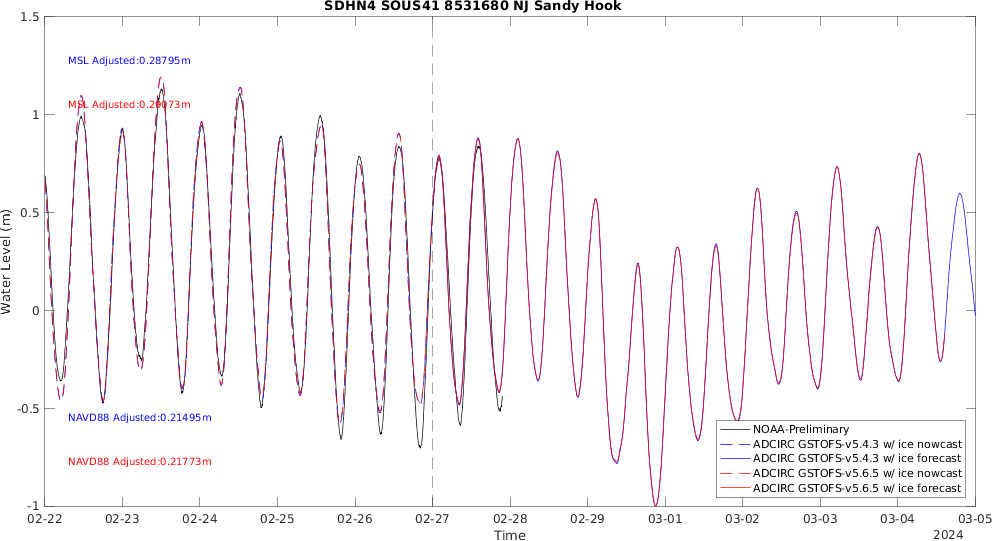 SDHN4 SOUS41 8531680 NJ Sandy Hook
1.5
1
0.5
0
-0.5
-1
Water Level (m)
MSL Adjusted:0.28795m
MSL Adjusted:0.29073m
NAVD88 Adjusted:0.21495m
NAVD88 Adjusted:0.21773m
NOAA-Preliminary
ADCIRC GSTOFS-v5.4.3 w/ ice nowcast
ADCIRC GSTOFS-v5.4.3 w/ ice forecast
ADCIRC GSTOFS-v5.6.5 w/ ice nowcast
ADCIRC GSTOFS-v5.6.5 w/ ice forecast
02-22 02-23 02-24 02-25 02-26 02-27 02-28 02-29 03-01 03-02 03-03 03-04 03-05
Time
2024